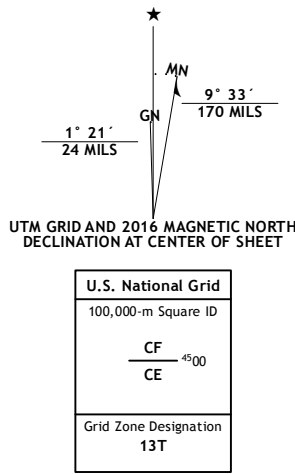 ★
MN
GN
9° 33´
170 MILS
1° 21´
24 MILS
UTM GRID AND 2016 MAGNETIC NORTH
DECLINATION AT CENTER OF SHEET
U.S. National Grid
100,000-m Square ID
CF
4500
CE
Grid Zone Designation
13T